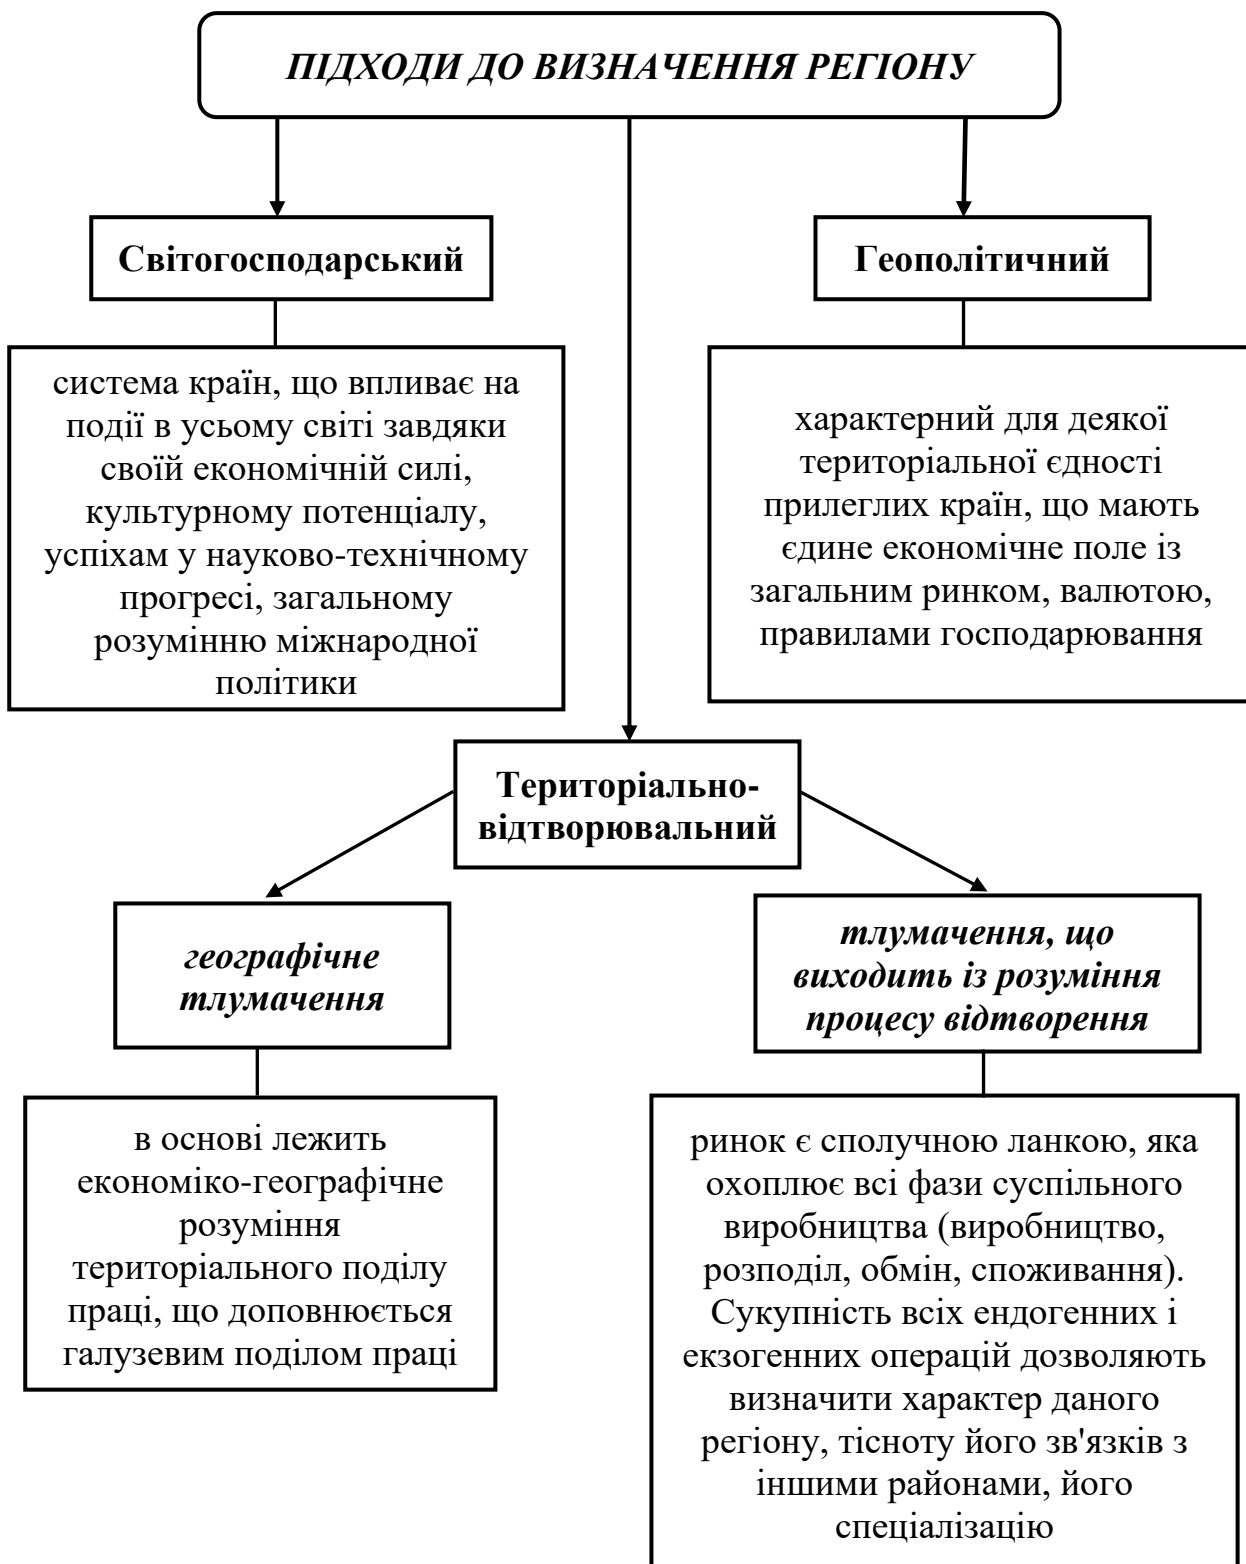 ПІДХОДИ ДО ВИЗНАЧЕННЯ РЕГІОНУ
Світогосподарський
система країн, що впливає на
події в усьому світі завдяки
своїй економічній силі,
культурному потенціалу,
успіхам у науково-технічному
прогресі, загальному
розумінню міжнародної
політики
Геополітичний
характерний для деякої
територіальної єдності
прилеглих країн, що мають
єдине економічне поле із
загальним ринком, валютою,
правилами господарювання
Територіально-
відтворювальний
географічне
тлумачення
в основі лежить
економіко-географічне
розуміння
територіального поділу
праці, що доповнюється
галузевим поділом праці
тлумачення, що
виходить із розуміння
процесу відтворення
ринок є сполучною ланкою, яка
охоплює всі фази суспільного
виробництва (виробництво,
розподіл, обмін, споживання).
Сукупність всіх ендогенних і
екзогенних операцій дозволяють
визначити характер даного
регіону, тісноту його зв'язків з
іншими районами, його
спеціалізацію